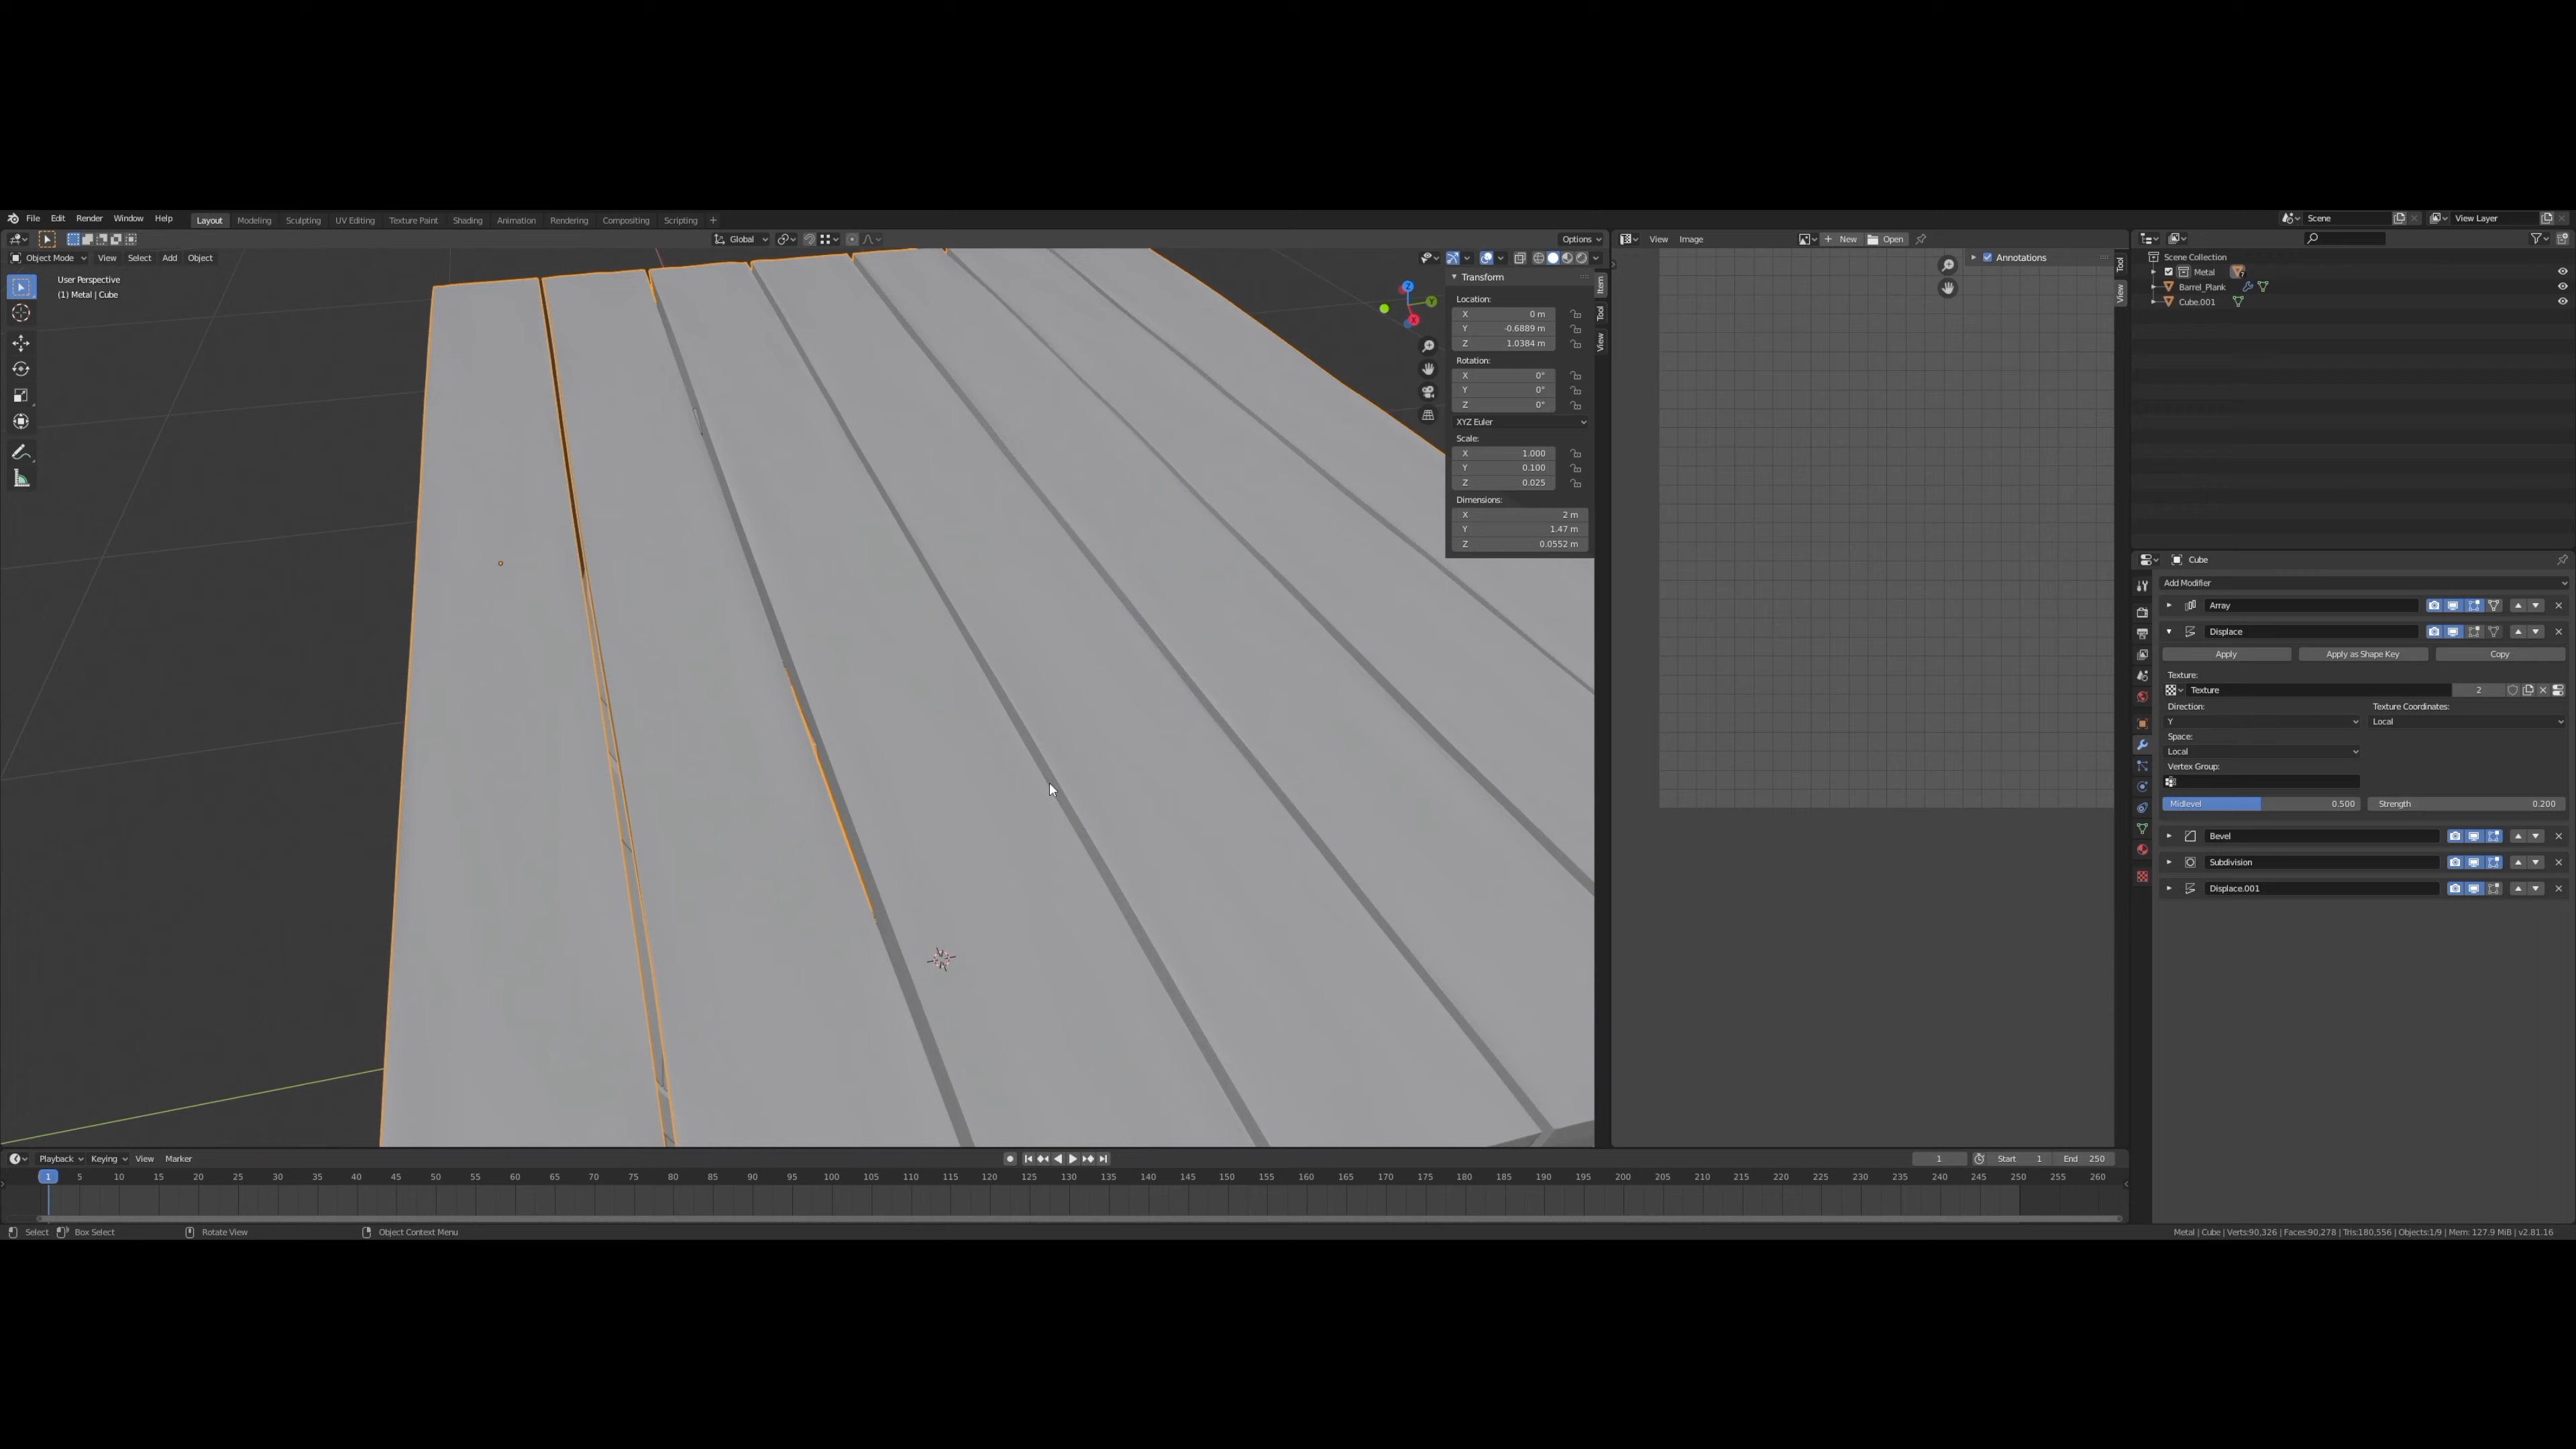 File Edit Render Window Help Layout Modeling Sculpting UV Editing Texture Paint Shading Animation Rendering Compositing Scripting + Scene View Layer
Global Options View Image New Open
Object Mode View Select Add Object
User Perspective
(1) Metal | Cube
Transform
Location:
X 0 m
Y -0.6889 m
Z 1.0384 m
Rotation:
X 0°
Y 0°
Z 0°
XYZ Euler
Scale:
X 1.000
Y 0.100
Z 0.025
Dimensions:
X 2 m
Y 1.47 m
Z 0.0552 m
Item
Tool
View
Z
Y
X
Annotations
Tool
View
Scene Collection
Metal
Barrel_Plank
Cube.001
Cube
Add Modifier
Array
Displace
Apply Apply as Shape Key Copy
Texture:
Texture 2
Direction: Texture Coordinates:
Y Local
Space:
Local
Vertex Group:
Midlevel 0.500 Strength 0.200
Bevel
Subdivision
Displace.001
Playback Keying View Marker 1 Start 1 End 250
1 5 10 15 20 25 30 35 40 45 50 55 60 65 70 75 80 85 90 95 100 105 110 115 120 125 130 135 140 145 150 155 160 165 170 175 180 185 190 195 200 205 210 215 220 225 230 235 240 245 250 255 260
Select Box Select Rotate View Object Context Menu Metal | Cube | Verts:90,326 | Faces:90,278 | Tris:180,556 | Objects:1/9 | Mem: 127.9 MiB | v2.81.16